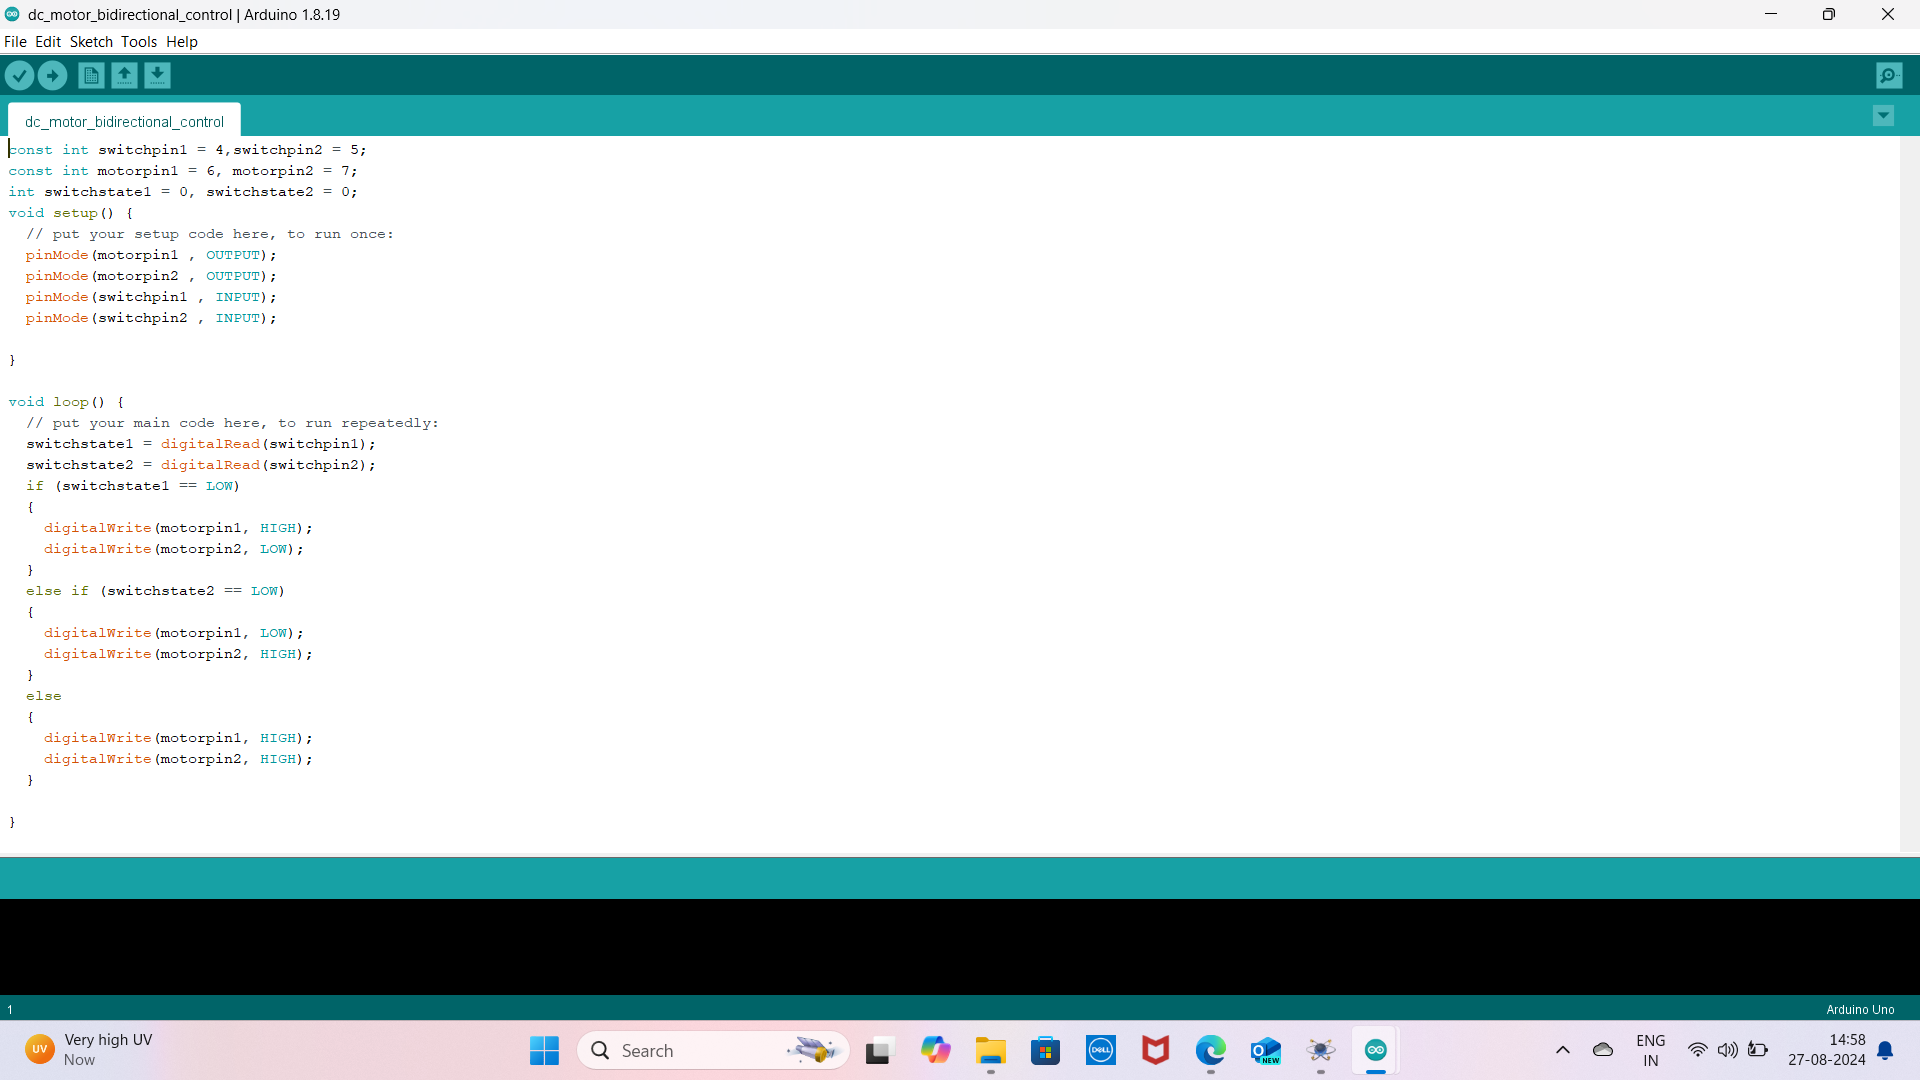 dc_motor_bidirectional_control | Arduino 1.8.19
File Edit Sketch Tools Help
dc_motor_bidirectional_control
const int switchpin1 = 4,switchpin2 = 5;
const int motorpin1 = 6, motorpin2 = 7;
int switchstate1 = 0, switchstate2 = 0;
void setup() {
  // put your setup code here, to run once:
  pinMode(motorpin1 , OUTPUT);
  pinMode(motorpin2 , OUTPUT);
  pinMode(switchpin1 , INPUT);
  pinMode(switchpin2 , INPUT);
}
void loop() {
  // put your main code here, to run repeatedly:
  switchstate1 = digitalRead(switchpin1);
  switchstate2 = digitalRead(switchpin2);
  if (switchstate1 == LOW)
  {
    digitalWrite(motorpin1, HIGH);
    digitalWrite(motorpin2, LOW);
  }
  else if (switchstate2 == LOW)
  {
    digitalWrite(motorpin1, LOW);
    digitalWrite(motorpin2, HIGH);
  }
  else
  {
    digitalWrite(motorpin1, HIGH);
    digitalWrite(motorpin2, HIGH);
  }
}
1
Arduino Uno
UV
Very high UV
Now
Search
DELL
NEW
ENG
IN
14:58
27-08-2024